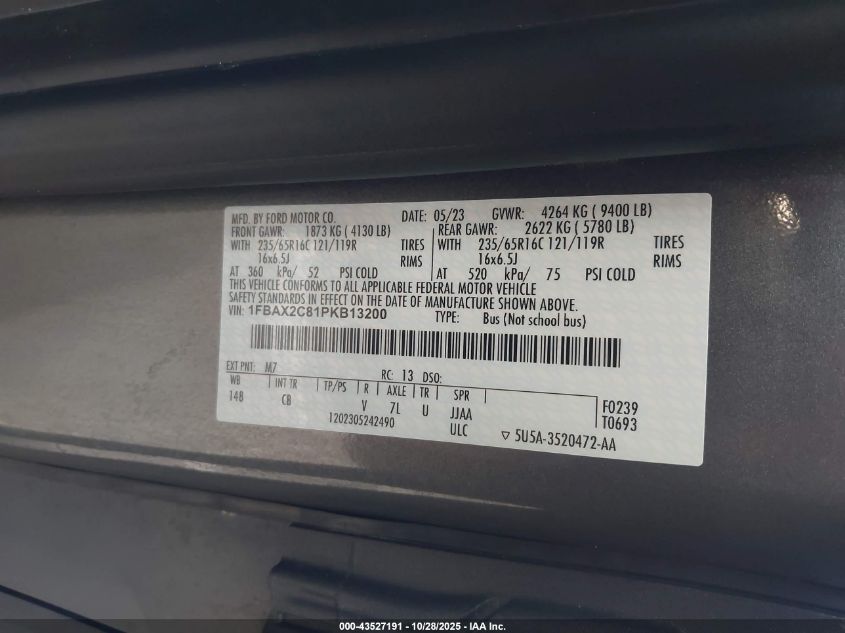 MFD. BY FORD MOTOR CO. DATE: 05/23 GVWR: 4264 KG ( 9400 LB)
FRONT GAWR: 1873 KG ( 4130 LB) REAR GAWR: 2622 KG ( 5780 LB)
WITH 235/65R16C 121/119R TIRES WITH 235/65R16C 121/119R TIRES
16x6.5J RIMS 16x6.5J RIMS
AT 360 kPa/ 52 PSI COLD AT 520 kPa/ 75 PSI COLD
THIS VEHICLE CONFORMS TO ALL APPLICABLE FEDERAL MOTOR VEHICLE
SAFETY STANDARDS IN EFFECT ON THE DATE OF MANUFACTURE SHOWN ABOVE.
VIN: 1FBAX2C81PKB13200 TYPE: Bus (Not school bus)
EXT PNT: M7 RC: 13 DSO:
WB INT TR TP/PS R AXLE TR SPR
148 CB V 7L U JJAA F0239
1202305242490 ULC T0693
▽ 5U5A-3520472-AA
000-43527191 - 10/28/2025 - IAA Inc.